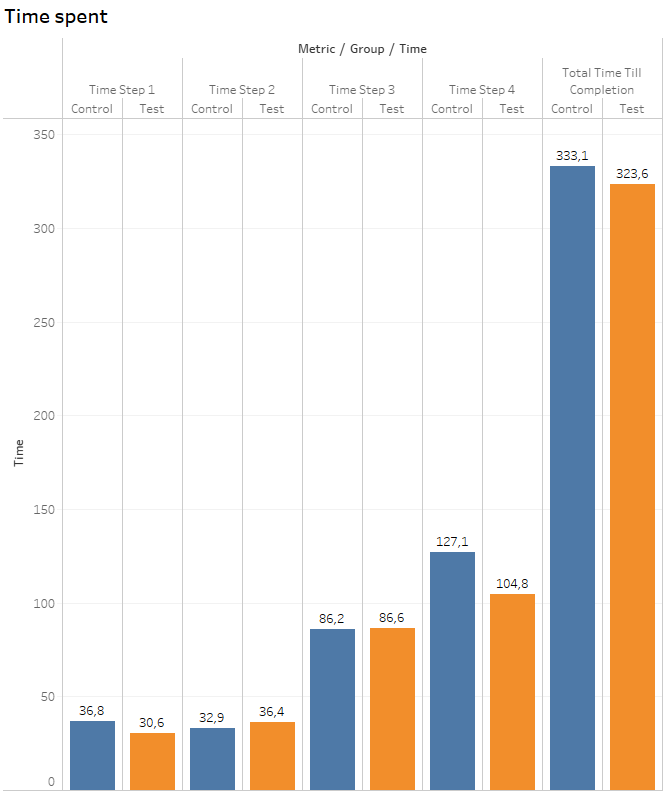 Time spent
Metric / Group / Time
Time Step 1
Time Step 2
Time Step 3
Time Step 4
Total Time Till
Completion
Control
Test
Control
Test
Control
Test
Control
Test
Control
Test
350
300
250
200
150
100
50
0
Time
36,8
30,6
32,9
36,4
86,2
86,6
127,1
104,8
333,1
323,6